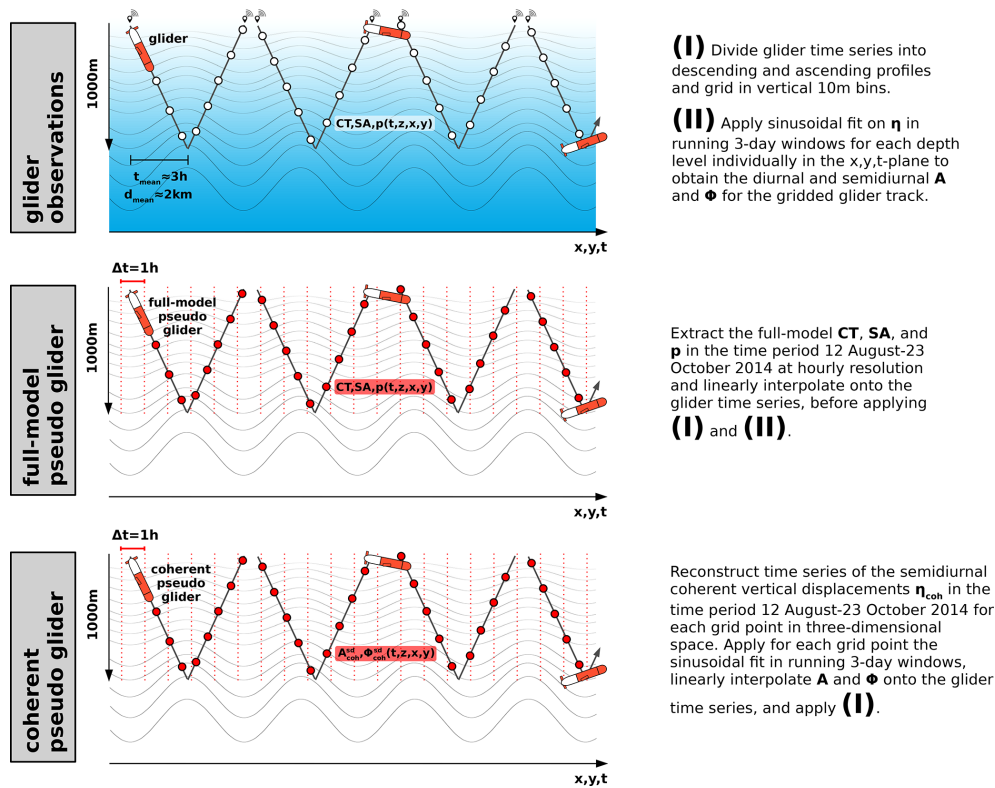 glider
observations
1000m
glider
CT,SA,p(t,z,x,y)
t_mean≈3h
d_mean≈2km
x,y,t
(I) Divide glider time series into
descending and ascending profiles
and grid in vertical 10m bins.
(II) Apply sinusoidal fit on η in
running 3-day windows for each depth
level individually in the x,y,t-plane to
obtain the diurnal and semidiurnal A
and Φ for the gridded glider track.
full-model
pseudo glider
Δt=1h
1000m
full-model
pseudo
glider
CT,SA,p(t,z,x,y)
x,y,t
Extract the full-model CT, SA, and
p in the time period 12 August-23
October 2014 at hourly resolution
and linearly interpolate onto the
glider time series, before applying
(I) and (II).
coherent
pseudo glider
Δt=1h
1000m
coherent
pseudo
glider
A^sd_coh,Φ^sd_coh(t,z,x,y)
x,y,t
Reconstruct time series of the semidiurnal
coherent vertical displacements η_coh in the
time period 12 August-23 October 2014 for
each grid point in three-dimensional
space. Apply for each grid point the
sinusoidal fit in running 3-day windows,
linearly interpolate A and Φ onto the glider
time series, and apply (I).